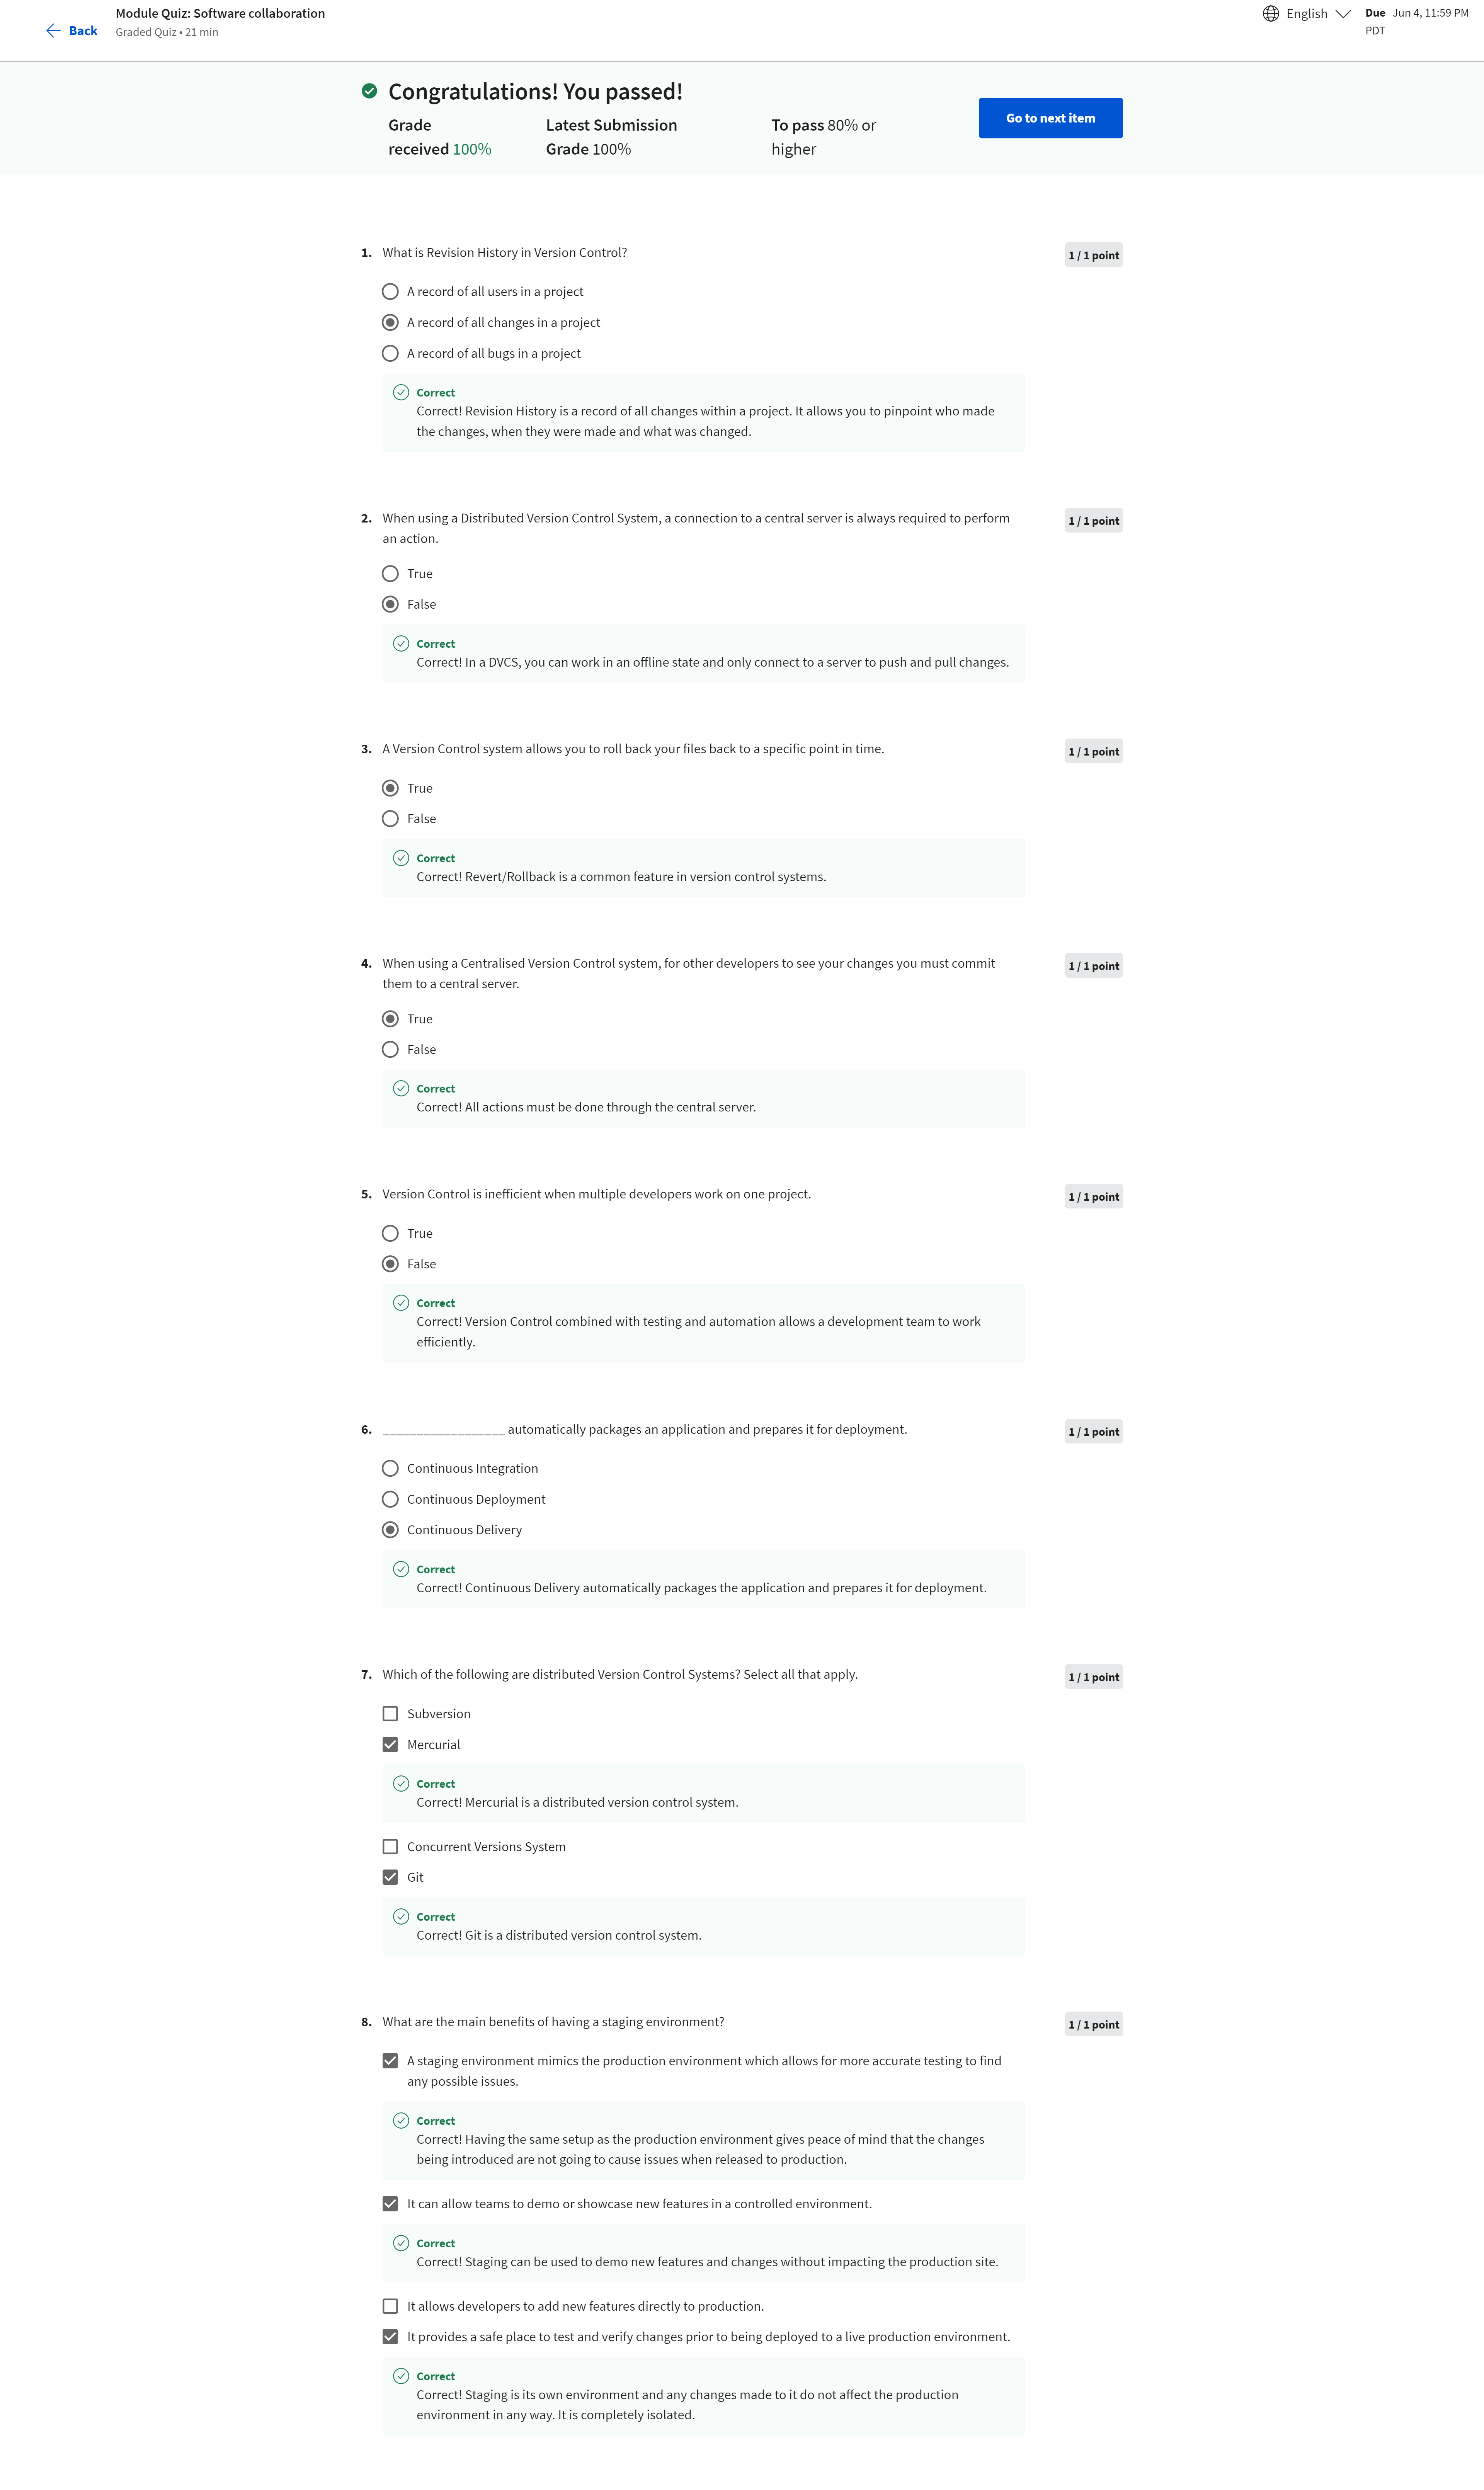 Back
Module Quiz: Software collaboration
Graded Quiz • 21 min
English
Due Jun 4, 11:59 PM
PDT
Congratulations! You passed!
Grade
received 100%
Latest Submission
Grade 100%
To pass 80% or
higher
Go to next item
1. What is Revision History in Version Control?
1 / 1 point
A record of all users in a project
A record of all changes in a project
A record of all bugs in a project
Correct
Correct! Revision History is a record of all changes within a project. It allows you to pinpoint who made
the changes, when they were made and what was changed.
2. When using a Distributed Version Control System, a connection to a central server is always required to perform
an action.
1 / 1 point
True
False
Correct
Correct! In a DVCS, you can work in an offline state and only connect to a server to push and pull changes.
3. A Version Control system allows you to roll back your files back to a specific point in time.
1 / 1 point
True
False
Correct
Correct! Revert/Rollback is a common feature in version control systems.
4. When using a Centralised Version Control system, for other developers to see your changes you must commit
them to a central server.
1 / 1 point
True
False
Correct
Correct! All actions must be done through the central server.
5. Version Control is inefficient when multiple developers work on one project.
1 / 1 point
True
False
Correct
Correct! Version Control combined with testing and automation allows a development team to work
efficiently.
6. __________________ automatically packages an application and prepares it for deployment.
1 / 1 point
Continuous Integration
Continuous Deployment
Continuous Delivery
Correct
Correct! Continuous Delivery automatically packages the application and prepares it for deployment.
7. Which of the following are distributed Version Control Systems? Select all that apply.
1 / 1 point
Subversion
Mercurial
Correct
Correct! Mercurial is a distributed version control system.
Concurrent Versions System
Git
Correct
Correct! Git is a distributed version control system.
8. What are the main benefits of having a staging environment?
1 / 1 point
A staging environment mimics the production environment which allows for more accurate testing to find
any possible issues.
Correct
Correct! Having the same setup as the production environment gives peace of mind that the changes
being introduced are not going to cause issues when released to production.
It can allow teams to demo or showcase new features in a controlled environment.
Correct
Correct! Staging can be used to demo new features and changes without impacting the production site.
It allows developers to add new features directly to production.
It provides a safe place to test and verify changes prior to being deployed to a live production environment.
Correct
Correct! Staging is its own environment and any changes made to it do not affect the production
environment in any way. It is completely isolated.